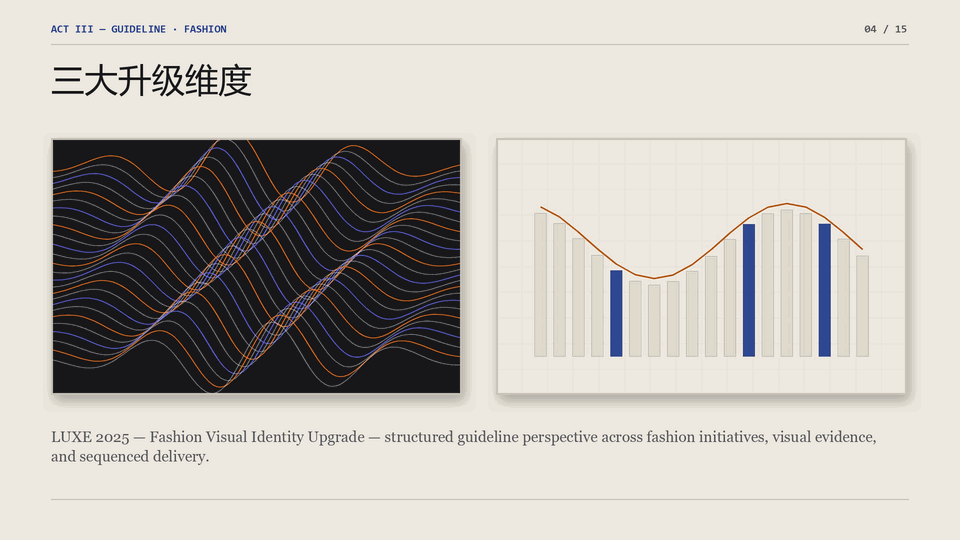 ACT III — GUIDELINE · FASHION
04 / 15
三大升级维度
LUXE 2025 — Fashion Visual Identity Upgrade — structured guideline perspective across fashion initiatives, visual evidence,
and sequenced delivery.